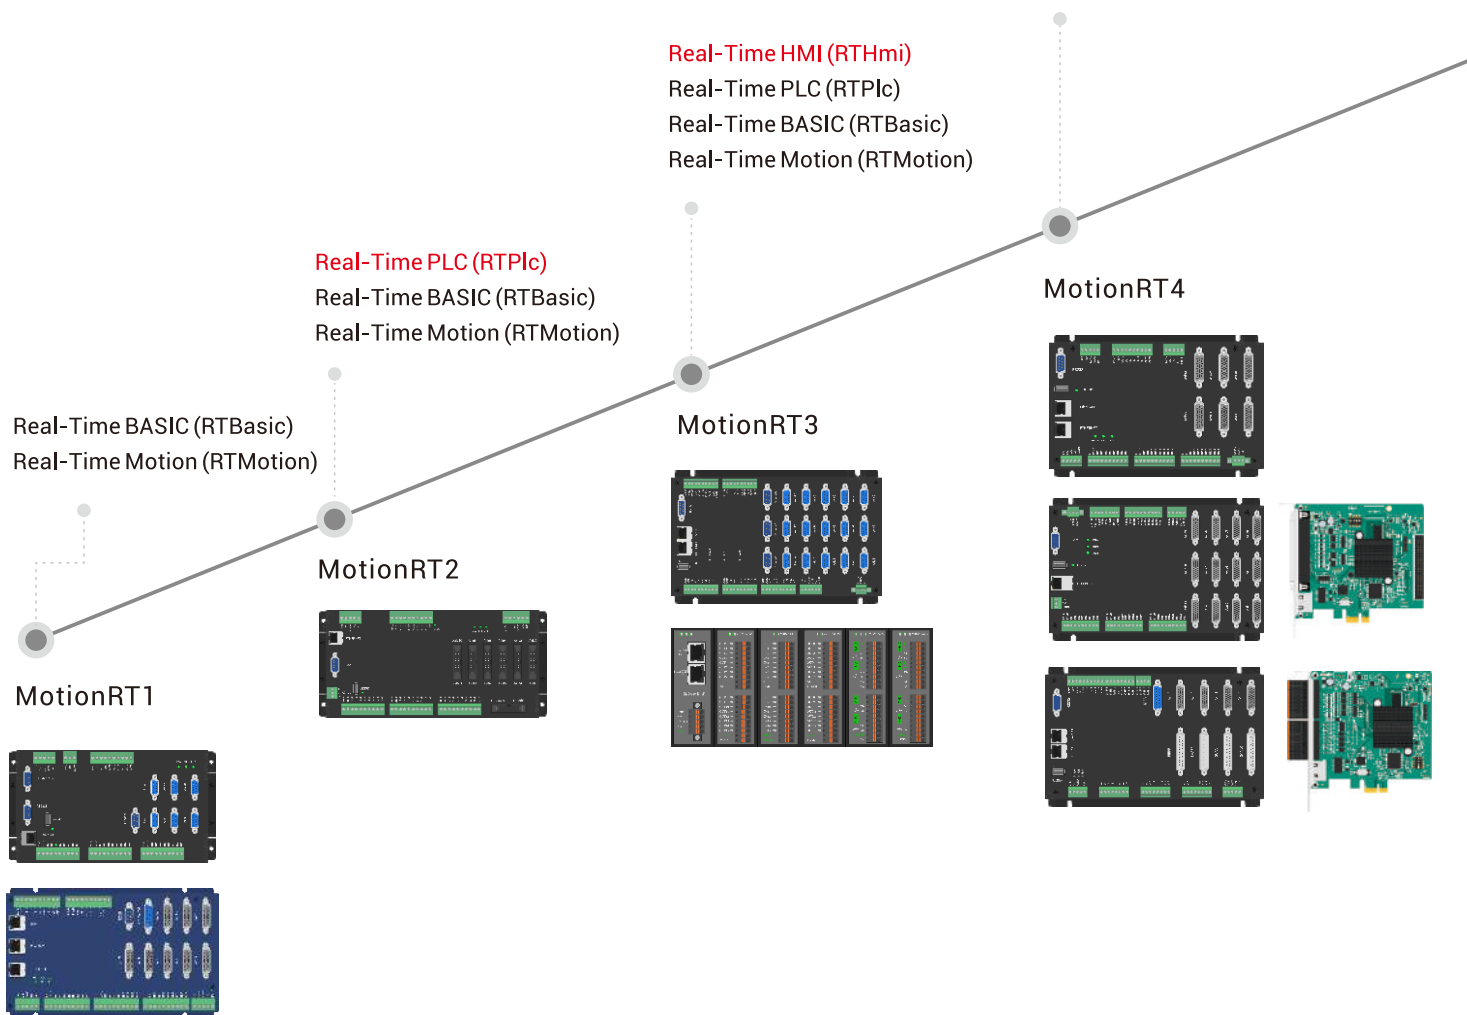 Real-Time HMI (RTHmi)
Real-Time PLC (RTPlc)
Real-Time BASIC (RTBasic)
Real-Time Motion (RTMotion)
Real-Time PLC (RTPlc)
Real-Time BASIC (RTBasic)
Real-Time Motion (RTMotion)
MotionRT4
Real-Time BASIC (RTBasic)
Real-Time Motion (RTMotion)
MotionRT3
MotionRT2
MotionRT1